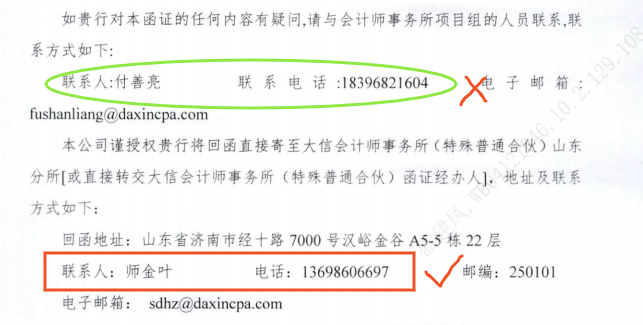 如贵行对本函证的任何内容有疑问,请与会计师事务所项目组的人员联系,联
系方式如下:
联系人:付善亮 联系电话:18396821604 电子邮箱:
fushanliang@daxincpa.com
本公司谨授权贵行将回函直接寄至大信会计师事务所（特殊普通合伙）山东
分所[或直接转交大信会计师事务所（特殊普通合伙）函证经办人]，地址及联系
方式如下：
回函地址：山东省济南市经十路 7000 号汉峪金谷 A5-5 栋 22 层
联系人：师金叶 电话：13698606697 邮编：250101
电子邮箱： sdhz@daxincpa.com